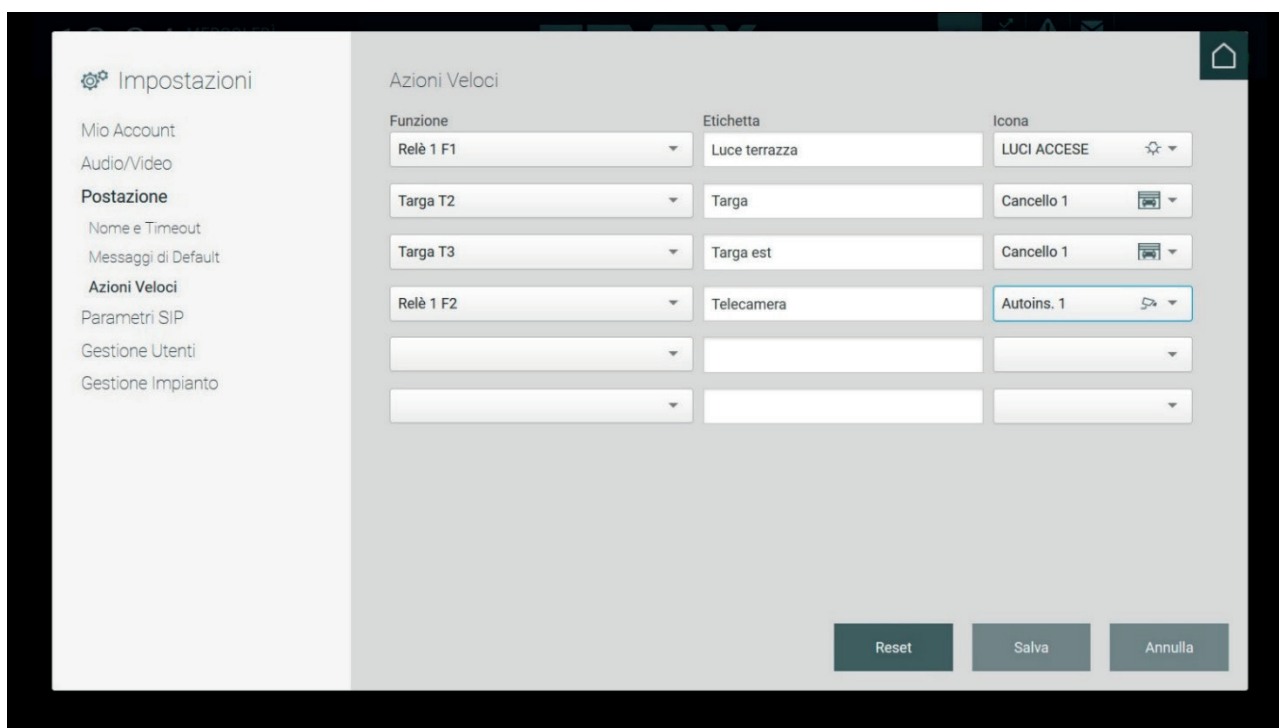 Impostazioni
Mio Account
Audio/Video
Postazione
Nome e Timeout
Messaggi di Default
Azioni Veloci
Parametri SIP
Gestione Utenti
Gestione Impianto
Azioni Veloci
Funzione Etichetta Icona
Relè 1 F1 Luce terrazza LUCI ACCESE
Targa T2 Targa Cancello 1
Targa T3 Targa est Cancello 1
Relè 1 F2 Telecamera Autoins. 1
Reset Salva Annulla